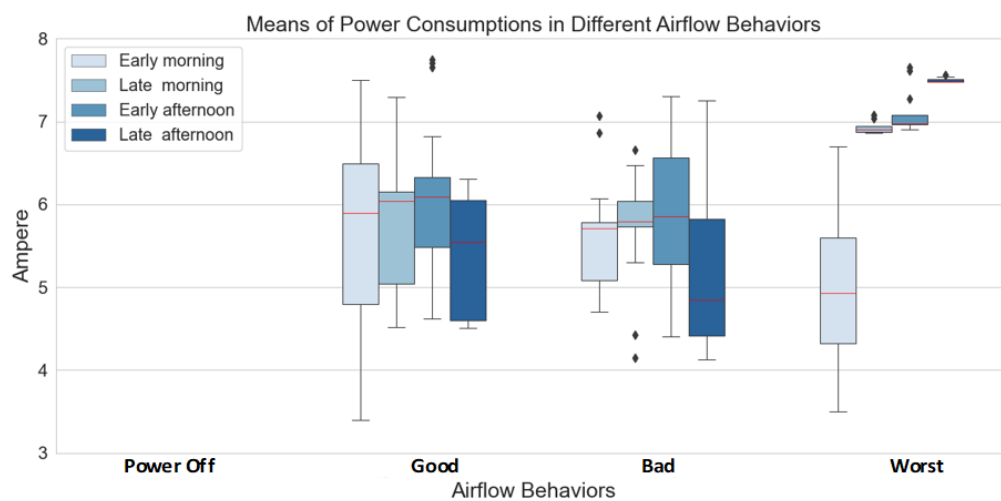 Means of Power Consumptions in Different Airflow Behaviors
8
7
6
5
4
3
Ampere
Early morning
Late morning
Early afternoon
Late afternoon
Power Off Good Bad Worst
Airflow Behaviors